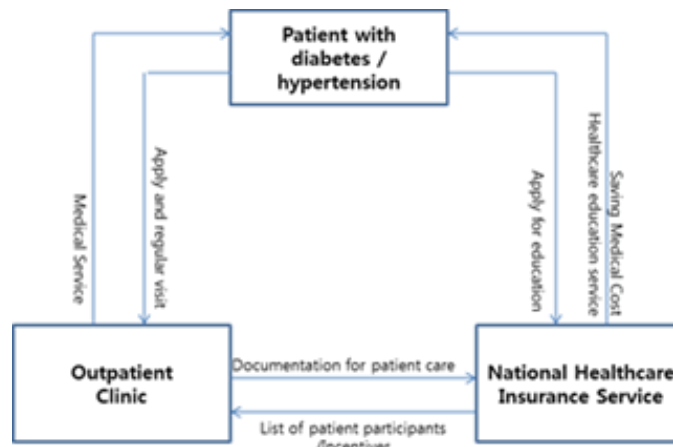 Patient with
diabetes /
hypertension
Medical Service
Apply and regular visit
Apply for education
Healthcare education service
Saving Medical Cost
Outpatient
Clinic
Documentation for patient care
National Healthcare
Insurance Service
List of patient participants
/Incentives